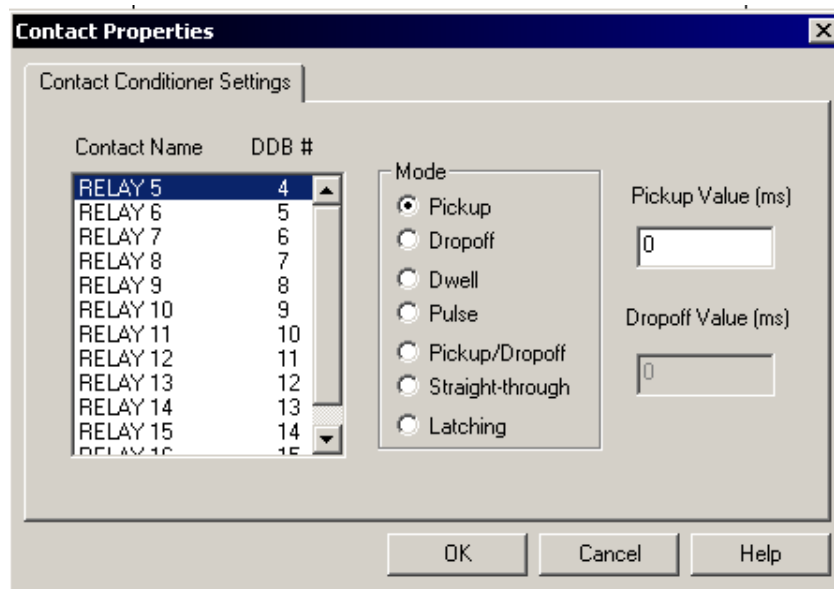 Contact Properties
Contact Conditioner Settings
Contact Name DDB #
RELAY 5 4
RELAY 6 5
RELAY 7 6
RELAY 8 7
RELAY 9 8
RELAY 10 9
RELAY 11 10
RELAY 12 11
RELAY 13 12
RELAY 14 13
RELAY 15 14
RELAY 16 15
Mode
Pickup
Dropoff
Dwell
Pulse
Pickup/Dropoff
Straight-through
Latching
Pickup Value (ms)
0
Dropoff Value (ms)
0
OK Cancel Help